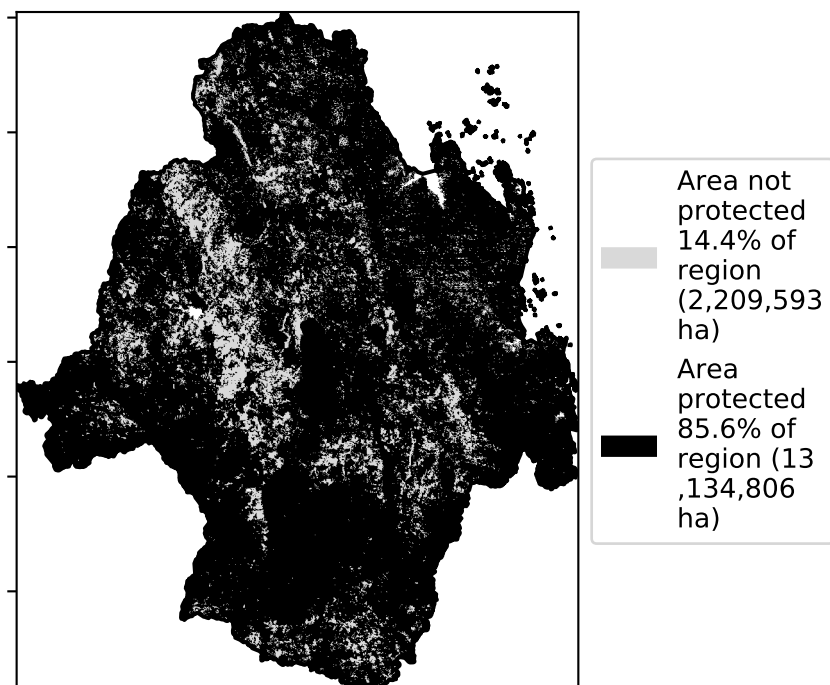 Area not
protected
14.4% of
region
(2,209,593
ha)
Area
protected
85.6% of
region (13
,134,806
ha)